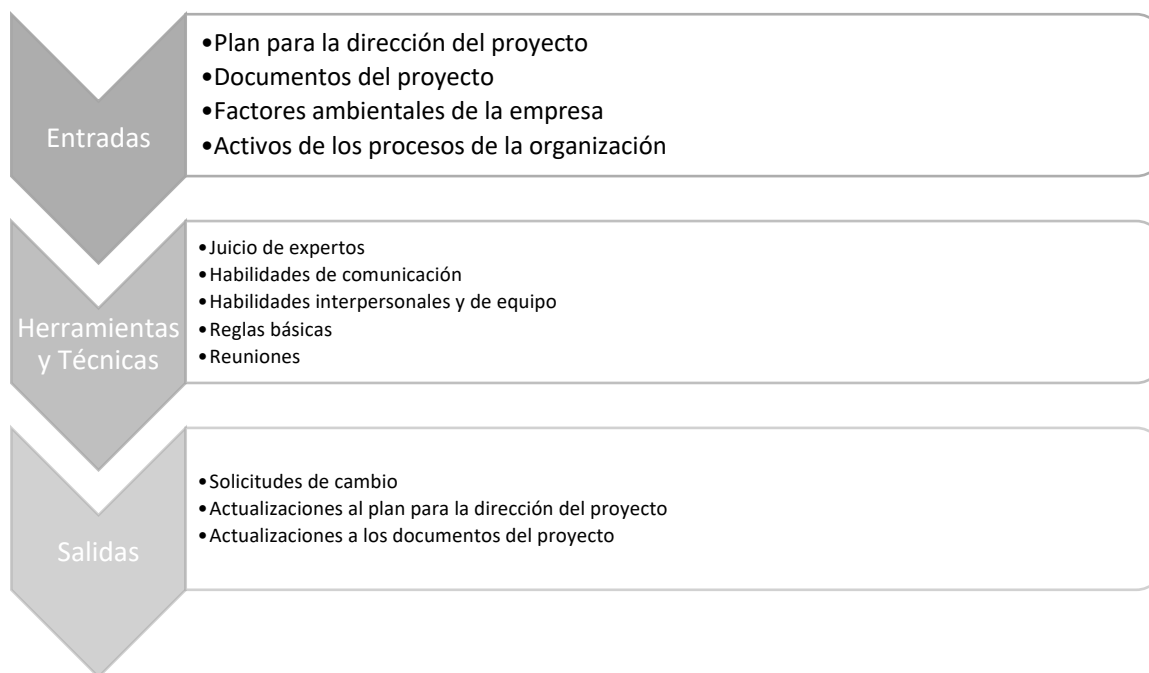 Entradas
•Plan para la dirección del proyecto
•Documentos del proyecto
•Factores ambientales de la empresa
•Activos de los procesos de la organización
Herramientas
y Técnicas
•Juicio de expertos
•Habilidades de comunicación
•Habilidades interpersonales y de equipo
•Reglas básicas
•Reuniones
Salidas
•Solicitudes de cambio
•Actualizaciones al plan para la dirección del proyecto
•Actualizaciones a los documentos del proyecto